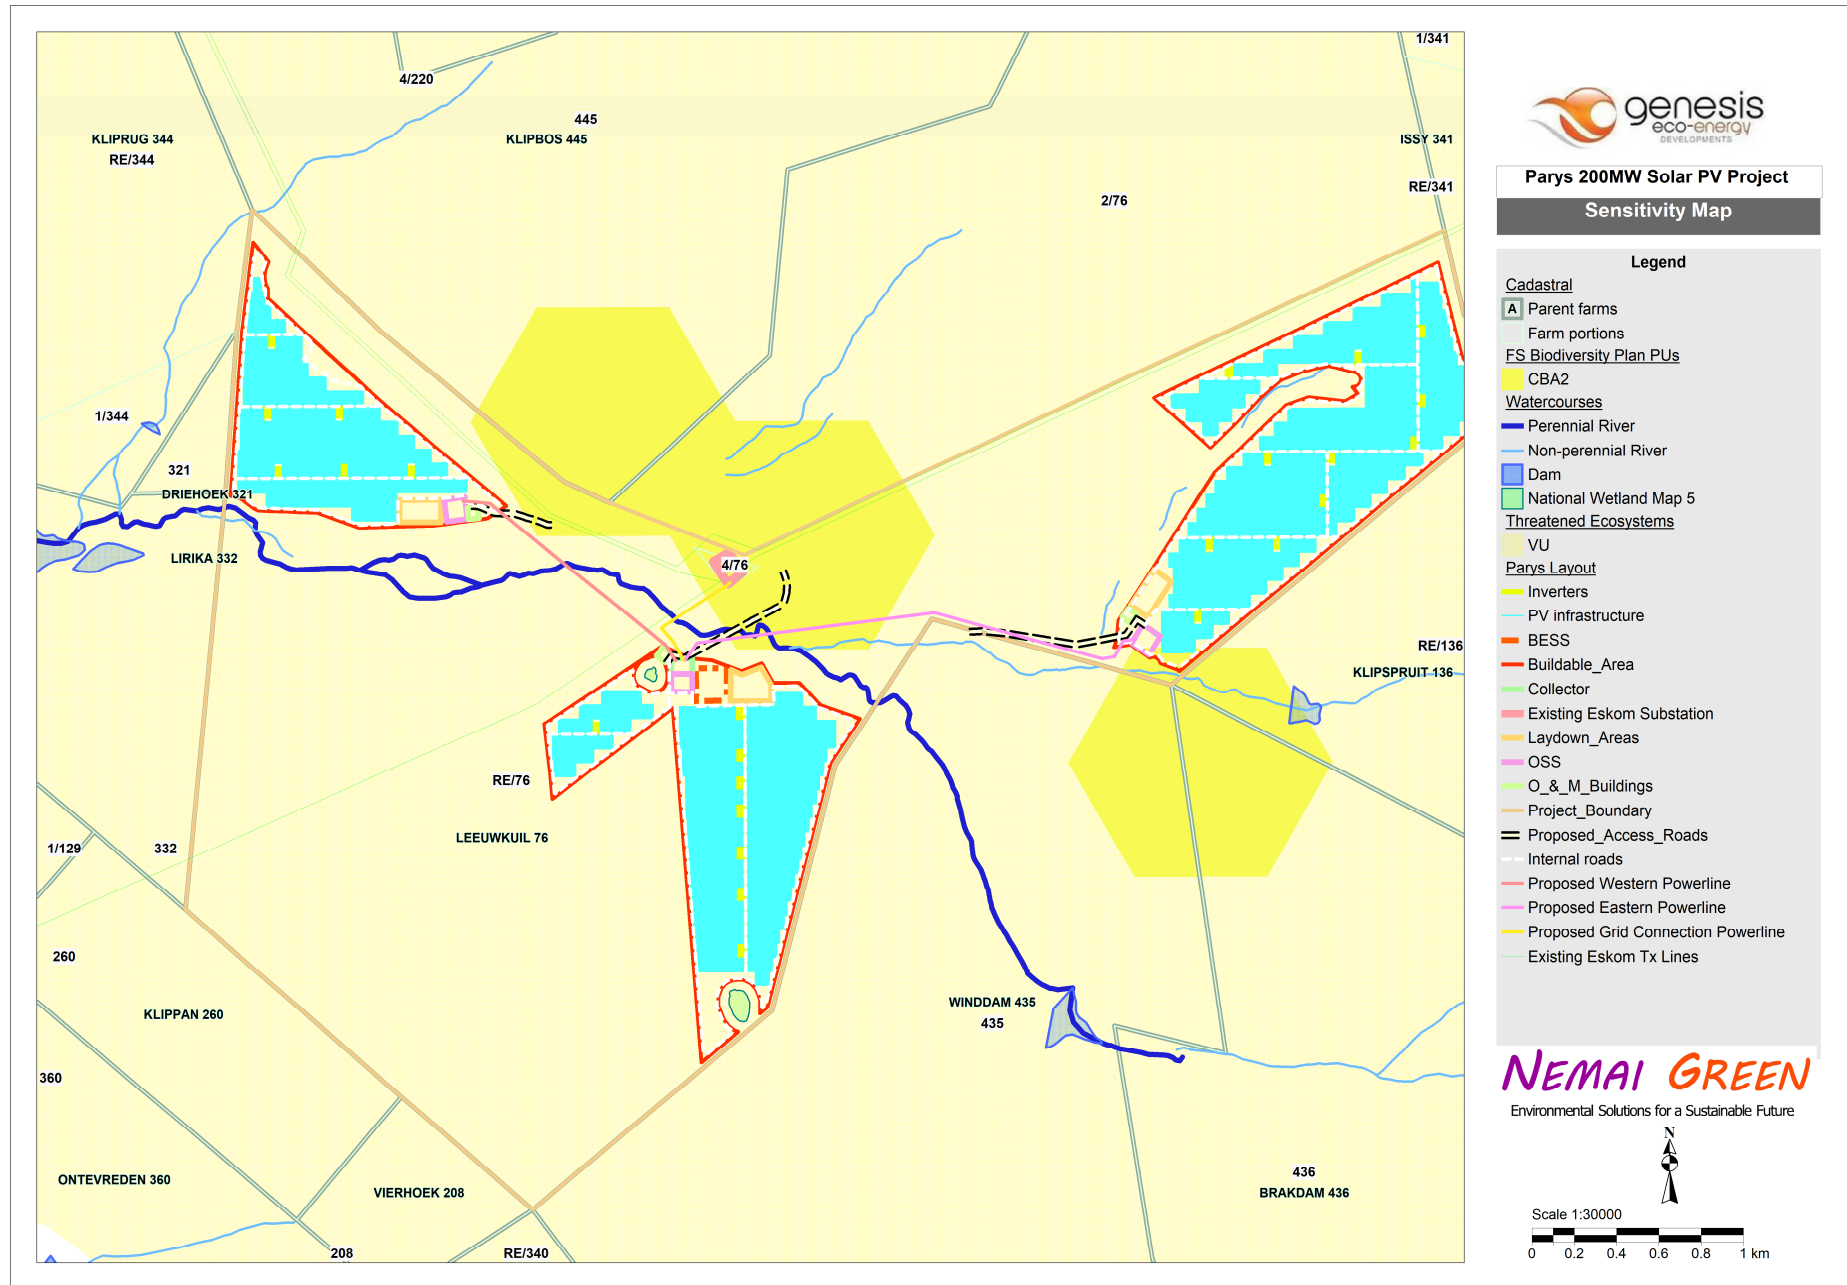 1/341
4/220
445
KLIPRUG 344
KLIPBOS 445
ISSY 341
RE/344
RE/341
2/76
1/344
321
DRIEHOEK 321
LIRIKA 332
4/76
RE/136
KLIPSPRUIT 136
RE/76
LEEUWKUIL 76
1/129
332
260
WINDDAM 435
435
KLIPPAN 260
360
ONTEVREDEN 360
VIERHOEK 208
436
BRAKDAM 436
208
RE/340
genesis
eco-energy
DEVELOPMENTS
Parys 200MW Solar PV Project
Sensitivity Map
Legend
Cadastral
A Parent farms
Farm portions
FS Biodiversity Plan PUs
CBA2
Watercourses
Perennial River
Non-perennial River
Dam
National Wetland Map 5
Threatened Ecosystems
VU
Parys Layout
Inverters
PV infrastructure
BESS
Buildable_Area
Collector
Existing Eskom Substation
Laydown_Areas
OSS
O_&_M_Buildings
Project_Boundary
Proposed_Access_Roads
Internal roads
Proposed Western Powerline
Proposed Eastern Powerline
Proposed Grid Connection Powerline
Existing Eskom Tx Lines
NEMAI GREEN
Environmental Solutions for a Sustainable Future
N
Scale 1:30000
0 0.2 0.4 0.6 0.8 1 km